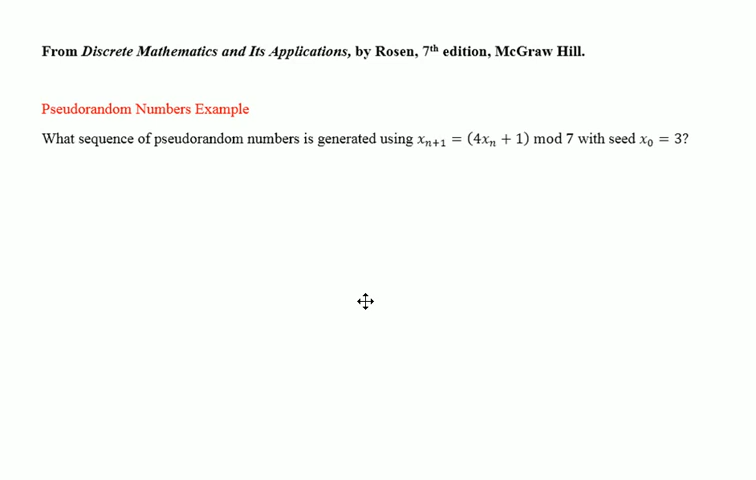 From Discrete Mathematics and Its Applications, by Rosen, 7th edition, McGraw Hill.
Pseudorandom Numbers Example
What sequence of pseudorandom numbers is generated using xₙ₊₁ = (4xₙ + 1) mod 7 with seed x₀ = 3?